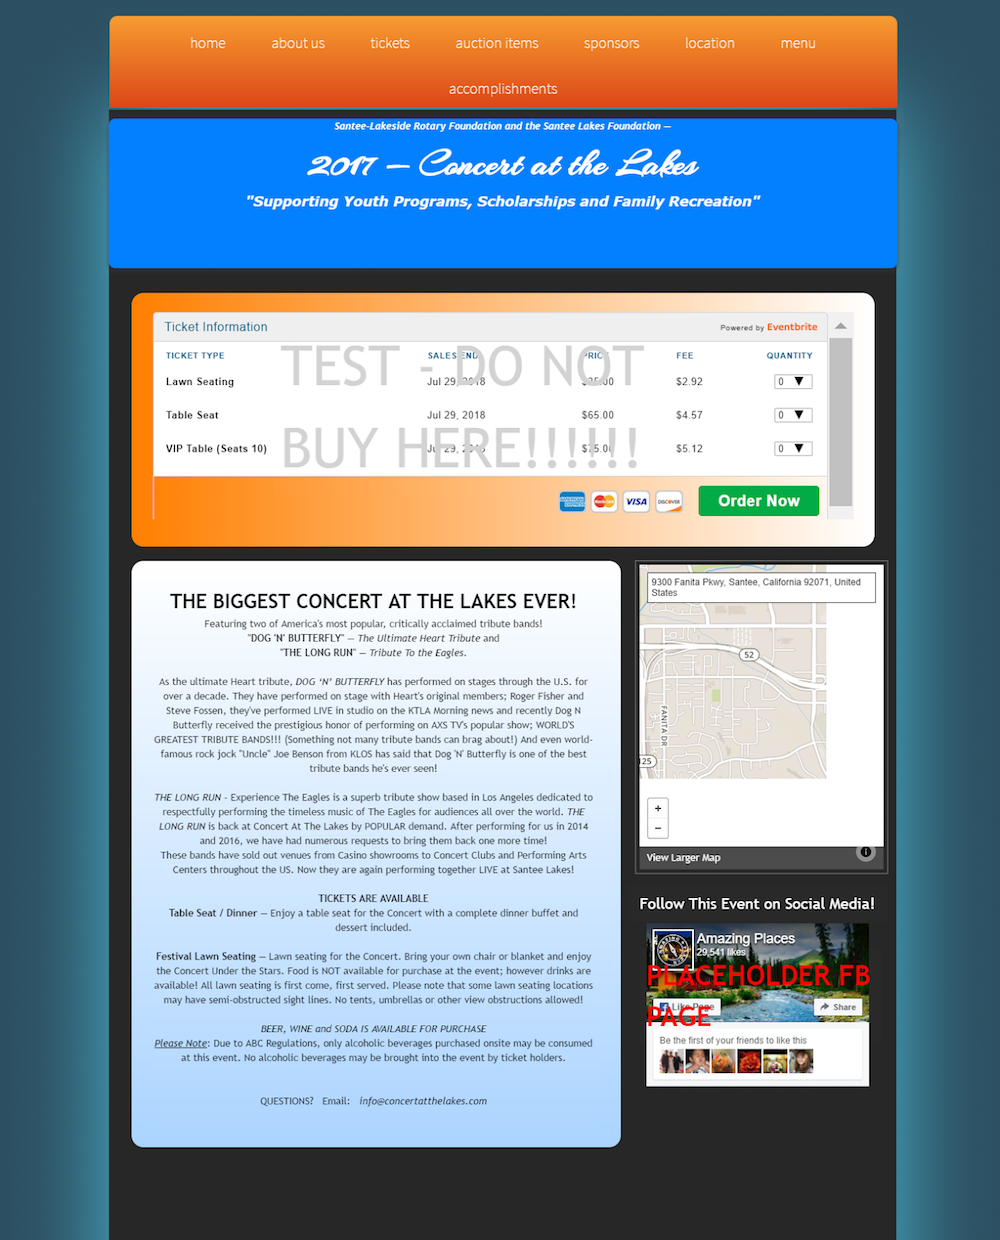 home about us tickets auction items sponsors location menu
accomplishments
Santee-Lakeside Rotary Foundation and the Santee Lakes Foundation —
2017 — Concert at the Lakes
"Supporting Youth Programs, Scholarships and Family Recreation"
Ticket Information Powered by Eventbrite
TICKET TYPE SALES END PRICE FEE QUANTITY
TEST - DO NOT
Lawn Seating Jul 29, 2018 $2.92 0
Table Seat Jul 29, 2018 $65.00 $4.57 0
BUY HERE!!!!!!
VIP Table (Seats 10) Jul 29, 2018 $75.00 $5.12 0
AMERICAN EXPRESS MasterCard VISA DISCOVER Order Now
THE BIGGEST CONCERT AT THE LAKES EVER!
Featuring two of America's most popular, critically acclaimed tribute bands!
"DOG 'N' BUTTERFLY" — The Ultimate Heart Tribute and
"THE LONG RUN" — Tribute To the Eagles.
As the ultimate Heart tribute, DOG ‘N’ BUTTERFLY has performed on stages through the U.S. for
over a decade. They have performed on stage with Heart's original members; Roger Fisher and
Steve Fossen, they've performed LIVE in studio on the KTLA Morning news and recently Dog N
Butterfly received the prestigious honor of performing on AXS TV's popular show; WORLD'S
GREATEST TRIBUTE BANDS!!! (Something not many tribute bands can brag about!) And even world-
famous rock jock "Uncle" Joe Benson from KLOS has said that Dog 'N' Butterfly is one of the best
tribute bands he's ever seen!
THE LONG RUN - Experience The Eagles is a superb tribute show based in Los Angeles dedicated to
respectfully performing the timeless music of The Eagles for audiences all over the world. THE
LONG RUN is back at Concert At The Lakes by POPULAR demand. After performing for us in 2014
and 2016, we have had numerous requests to bring them back one more time!
These bands have sold out venues from Casino showrooms to Concert Clubs and Performing Arts
Centers throughout the US. Now they are again performing together LIVE at Santee Lakes!
TICKETS ARE AVAILABLE
Table Seat / Dinner — Enjoy a table seat for the Concert with a complete dinner buffet and
dessert included.
Festival Lawn Seating — Lawn seating for the Concert. Bring your own chair or blanket and enjoy
the Concert Under the Stars. Food is NOT available for purchase at the event; however drinks are
available! All lawn seating is first come, first served. Please note that some lawn seating locations
may have semi-obstructed sight lines. No tents, umbrellas or other view obstructions allowed!
BEER, WINE and SODA IS AVAILABLE FOR PURCHASE
Please Note: Due to ABC Regulations, only alcoholic beverages purchased onsite may be consumed
at this event. No alcoholic beverages may be brought into the event by ticket holders.
QUESTIONS? Email: info@concertatthelakes.com
9300 Fanita Pkwy, Santee, California 92071, United
States
52
FANITA DR
125
+
−
View Larger Map
Follow This Event on Social Media!
Amazing Places
29,541 likes
PLACEHOLDER FB
Like Page Share
PAGE
Be the first of your friends to like this